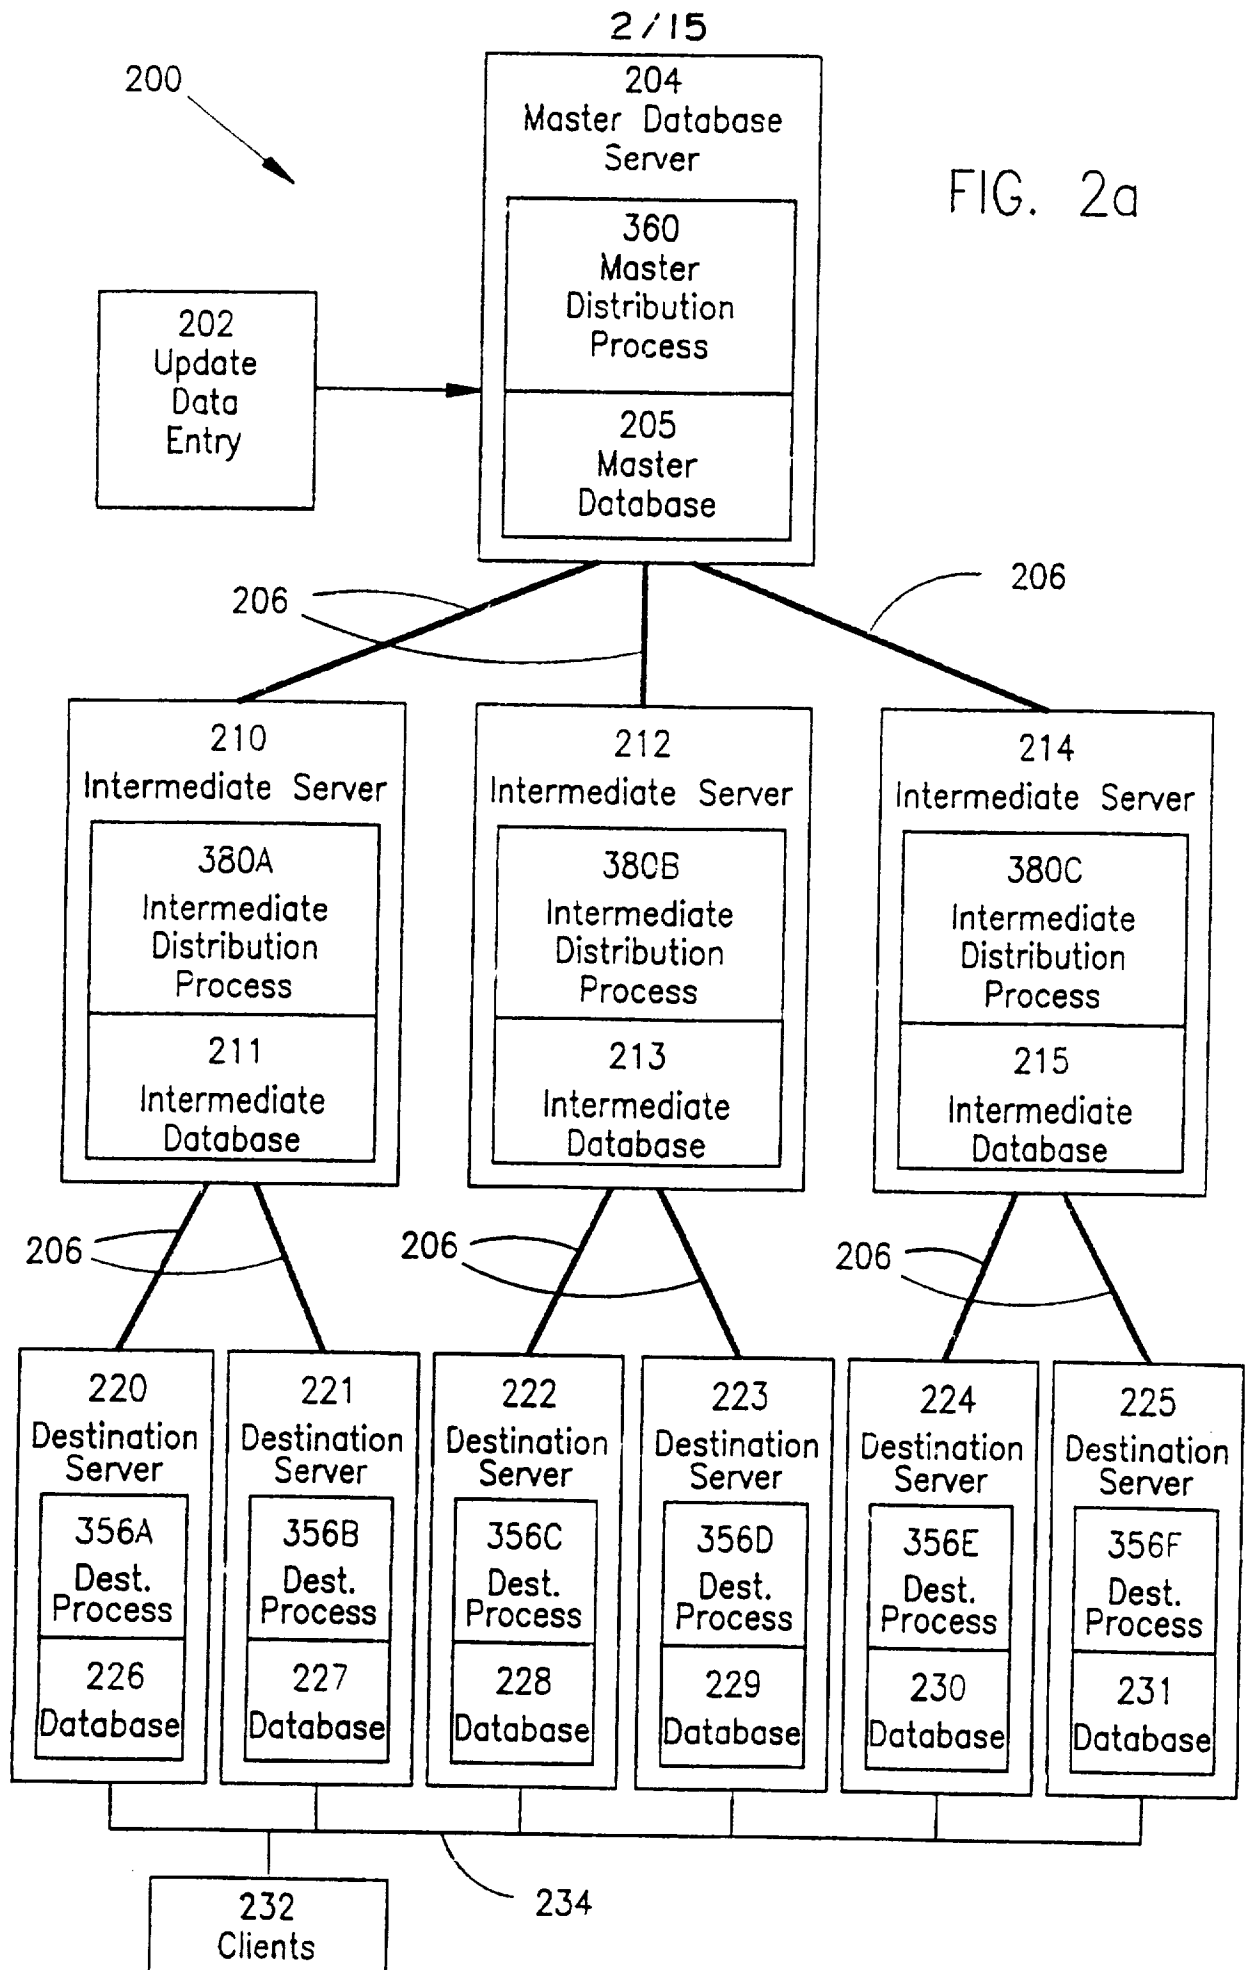 2/15
200
204
Master Database
Server
FIG. 2a
360
Master
Distribution
Process
202
Update
Data
Entry
205
Master
Database
206
206
210
Intermediate Server
380A
Intermediate
Distribution
Process
211
Intermediate
Database
212
Intermediate Server
380B
Intermediate
Distribution
Process
213
Intermediate
Database
214
Intermediate Server
380C
Intermediate
Distribution
Process
215
Intermediate
Database
206
206
206
220
Destination
Server
356A
Dest.
Process
226
Database
221
Destination
Server
356B
Dest.
Process
227
Database
222
Destination
Server
356C
Dest.
Process
228
Database
223
Destination
Server
356D
Dest.
Process
229
Database
224
Destination
Server
356E
Dest.
Process
230
Database
225
Destination
Server
356F
Dest.
Process
231
Database
232
Clients
234